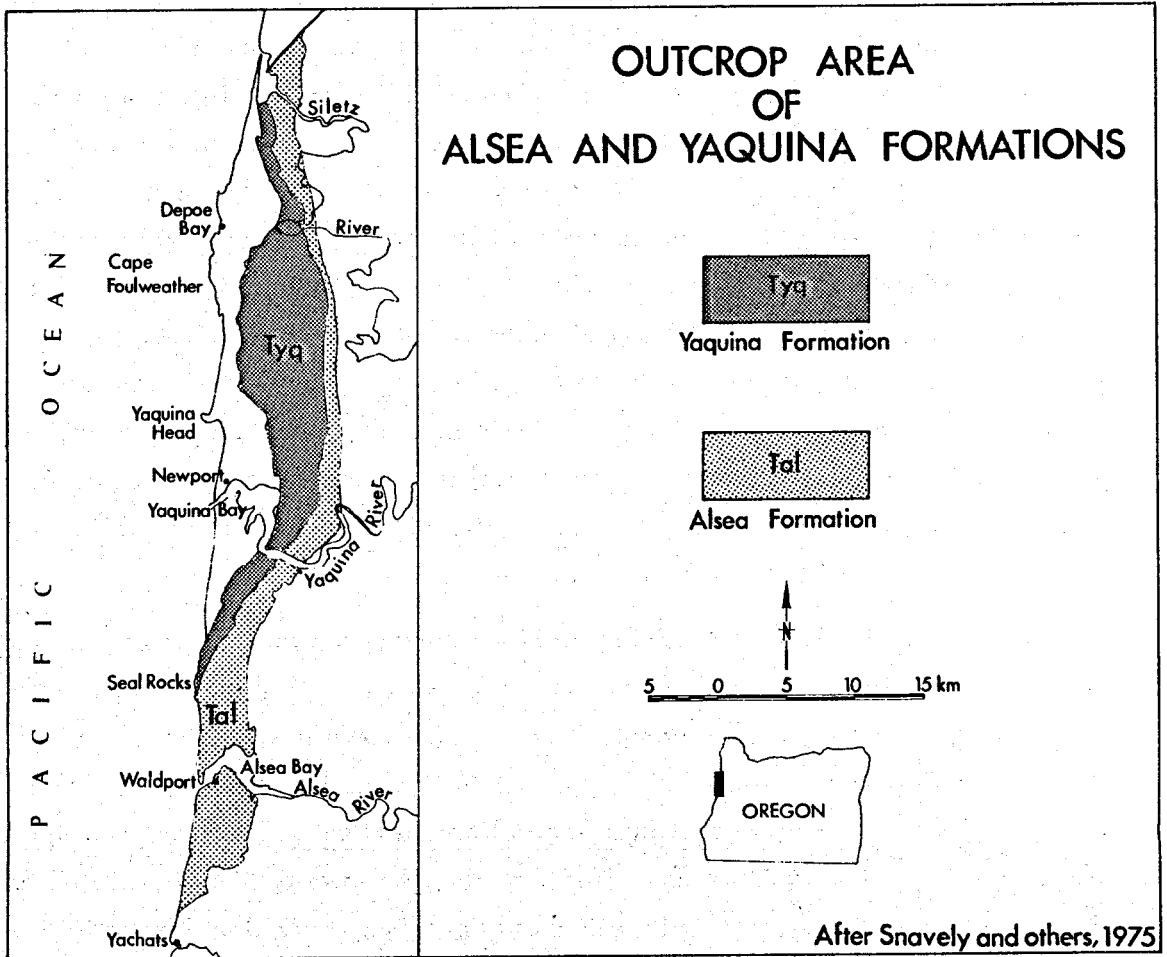 OUTCROP AREA
OF
ALSEA AND YAQUINA FORMATIONS
Siletz
River
Depoe
Bay
Cape
Foulweather
PACIFIC OCEAN
Tyq
Yaquina
Head
Newport
Yaquina Bay
Yaquina River
Seal Rocks
Tal
Waldport
Alsea Bay
Alsea River
Yachats
Tyq
Yaquina Formation
Tal
Alsea Formation
N
5 0 5 10 15 km
OREGON
After Snavely and others, 1975